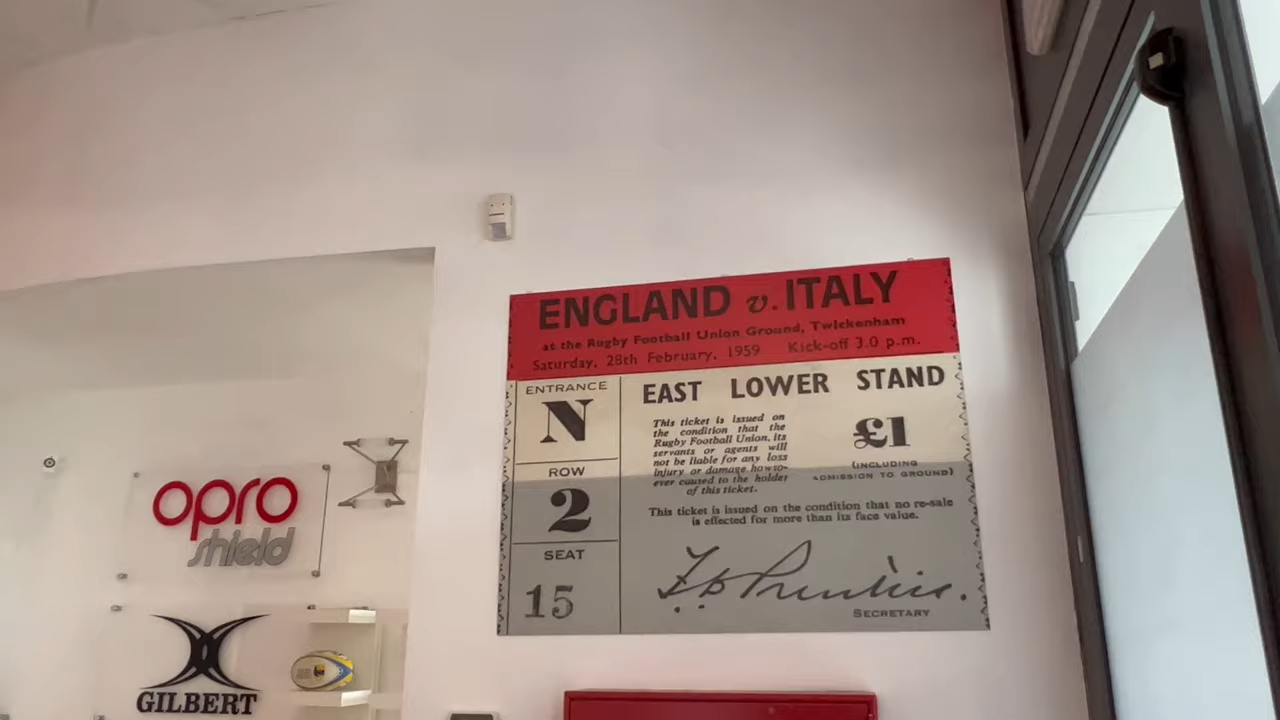 ENGLAND v. ITALY
at the Rugby Football Union Ground, Twickenham
Saturday, 28th February, 1959 Kick-off 3.0 p.m.
ENTRANCE
N
ROW
2
SEAT
15
EAST LOWER STAND
This ticket is issued on
the condition that the
Rugby Football Union, its
servants or agents will
not be liable for any loss
injury or damage howso-
ever caused to the holder
of this ticket.
£1
(INCLUDING
ADMISSION TO GROUND)
This ticket is issued on the condition that no re-sale
is effected for more than its face value.
SECRETARY
opro
shield
GILBERT